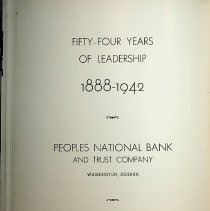 FIFTY-FOUR YEARS
OF LEADERSHIP
1888-1942
PEOPLES NATIONAL BANK
AND TRUST COMPANY
WASHINGTON, INDIANA